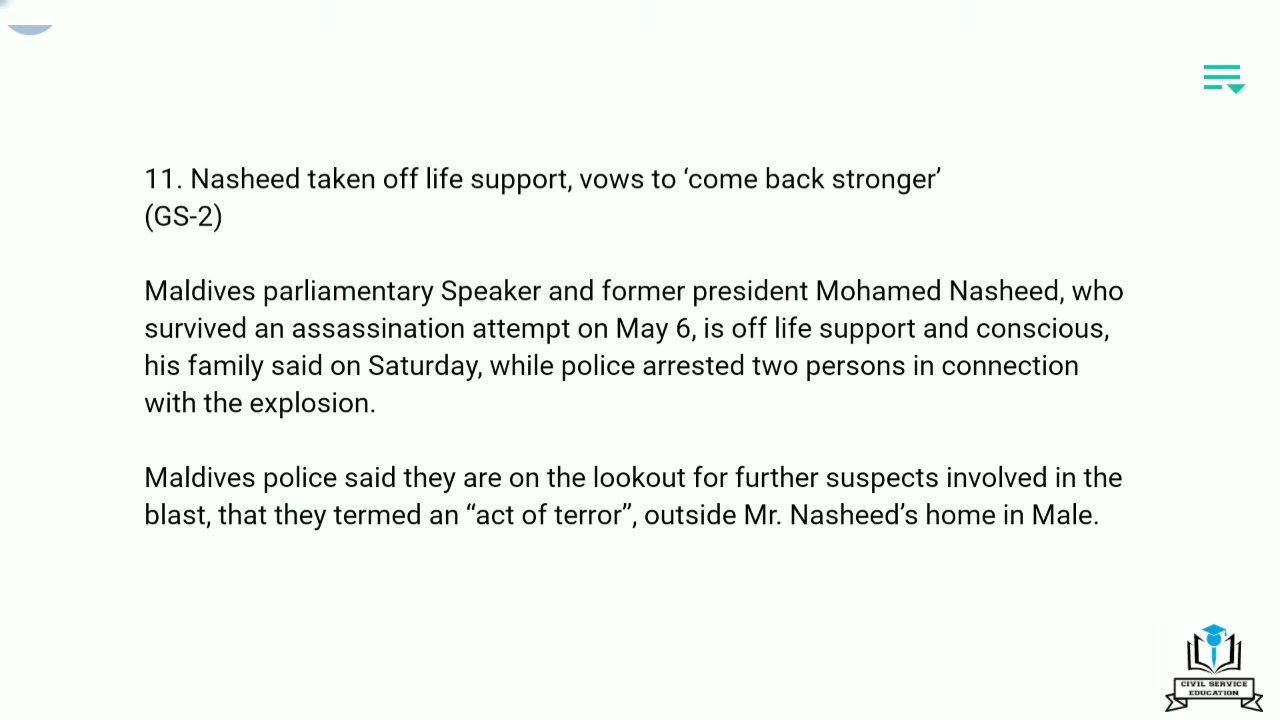 11. Nasheed taken off life support, vows to ‘come back stronger’
(GS-2)
Maldives parliamentary Speaker and former president Mohamed Nasheed, who
survived an assassination attempt on May 6, is off life support and conscious,
his family said on Saturday, while police arrested two persons in connection
with the explosion.
Maldives police said they are on the lookout for further suspects involved in the
blast, that they termed an “act of terror”, outside Mr. Nasheed’s home in Male.
CIVIL SERVICE
EDUCATION